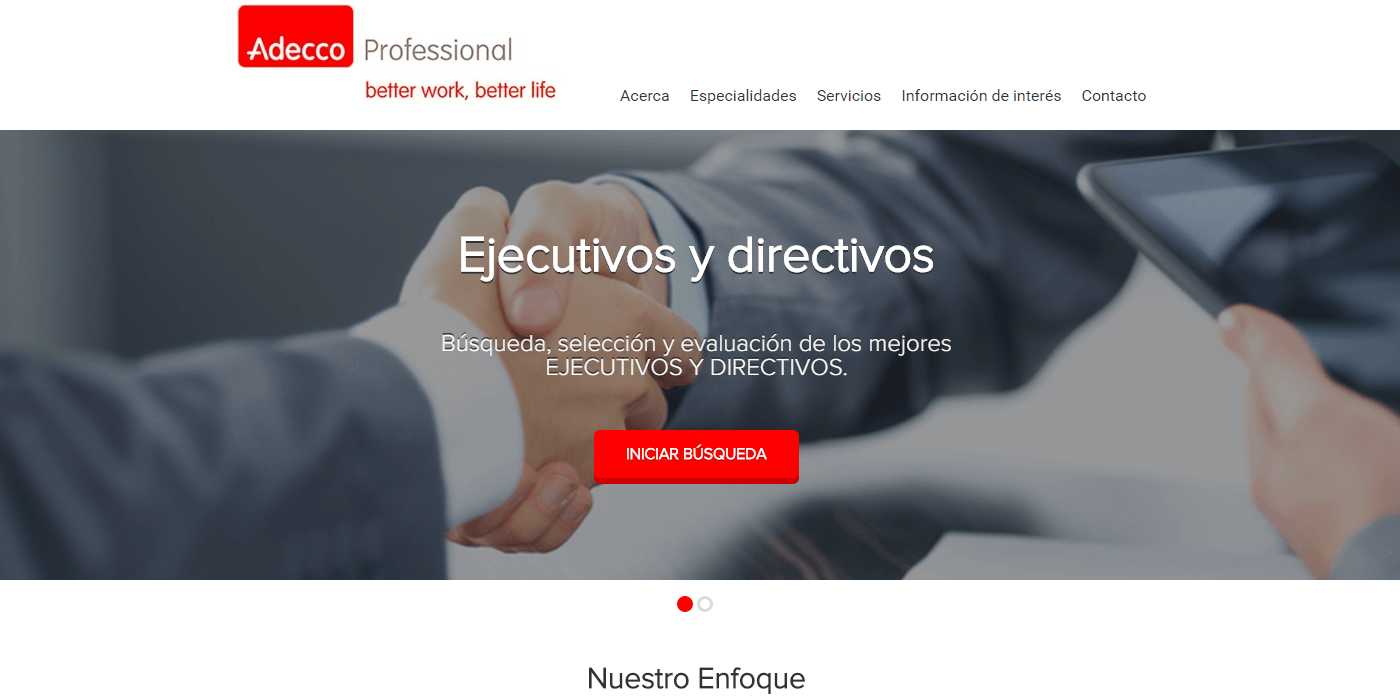 Adecco Professional
better work, better life
Acerca Especialidades Servicios Información de interés Contacto
Ejecutivos y directivos
Búsqueda, selección y evaluación de los mejores
EJECUTIVOS Y DIRECTIVOS.
INICIAR BÚSQUEDA
Nuestro Enfoque